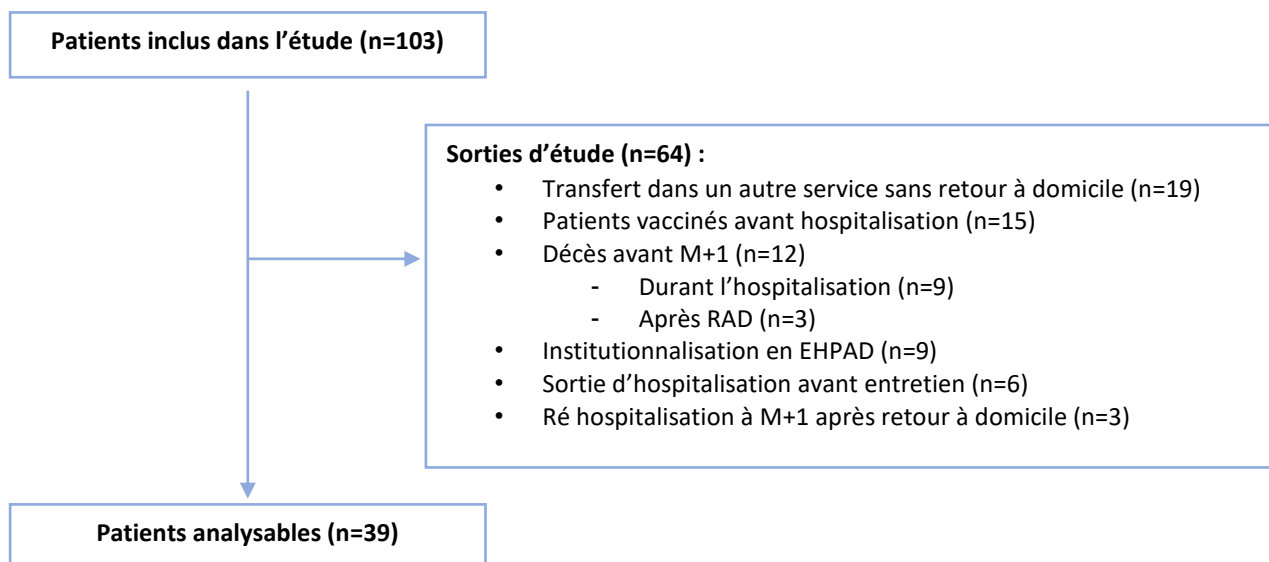 Patients inclus dans l’étude (n=103)
Sorties d’étude (n=64) :
• Transfert dans un autre service sans retour à domicile (n=19)
• Patients vaccinés avant hospitalisation (n=15)
• Décès avant M+1 (n=12)
- Durant l’hospitalisation (n=9)
- Après RAD (n=3)
• Institutionnalisation en EHPAD (n=9)
• Sortie d’hospitalisation avant entretien (n=6)
• Ré hospitalisation à M+1 après retour à domicile (n=3)
Patients analysables (n=39)